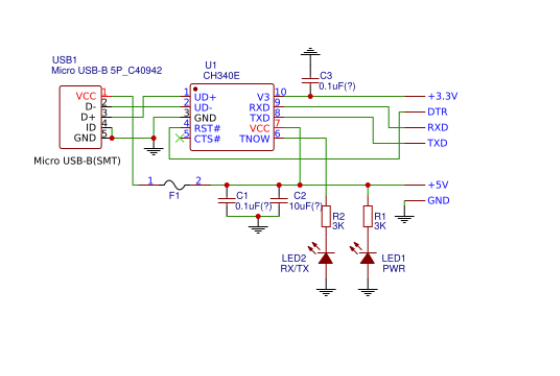 USB1
Micro USB-B 5P_C40942
VCC 1
D- 2
D+ 3
ID 4
GND 5
Micro USB-B(SMT)
U1
CH340E
1 UD+
2 UD-
3 GND
4 RST#
5 CTS#
V3 10
RXD 9
TXD 8
VCC 7
TNOW 6
C3
0.1uF(?)
+3.3V
DTR
RXD
TXD
+5V
GND
1 2
F1
C1
0.1uF(?)
C2
10uF(?)
R2
3K
R1
3K
LED2
RX/TX
LED1
PWR